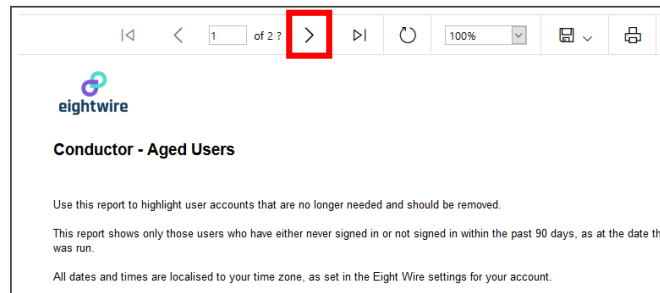 1 of 2 ? 100%
eightwire
Conductor - Aged Users
Use this report to highlight user accounts that are no longer needed and should be removed.
This report shows only those users who have either never signed in or not signed in within the past 90 days, as at the date
was run.
All dates and times are localised to your time zone, as set in the Eight Wire settings for your account.